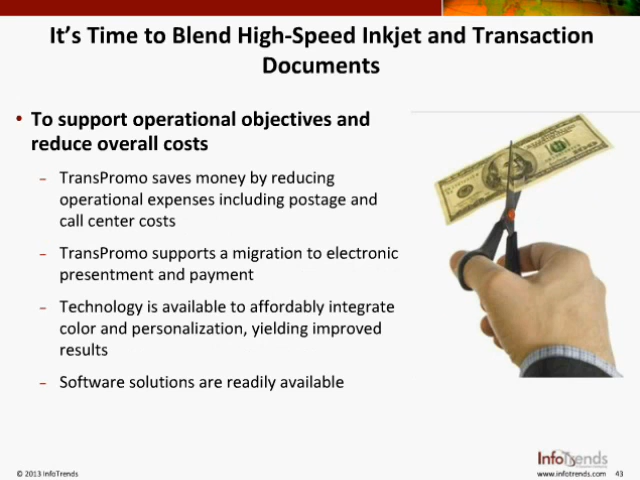 It's Time to Blend High-Speed Inkjet and Transaction
Documents
• To support operational objectives and
reduce overall costs
– TransPromo saves money by reducing
operational expenses including postage and
call center costs
– TransPromo supports a migration to electronic
presentment and payment
– Technology is available to affordably integrate
color and personalization, yielding improved
results
– Software solutions are readily available
100
InfoTrends
© 2013 InfoTrends
www.infotrends.com 43